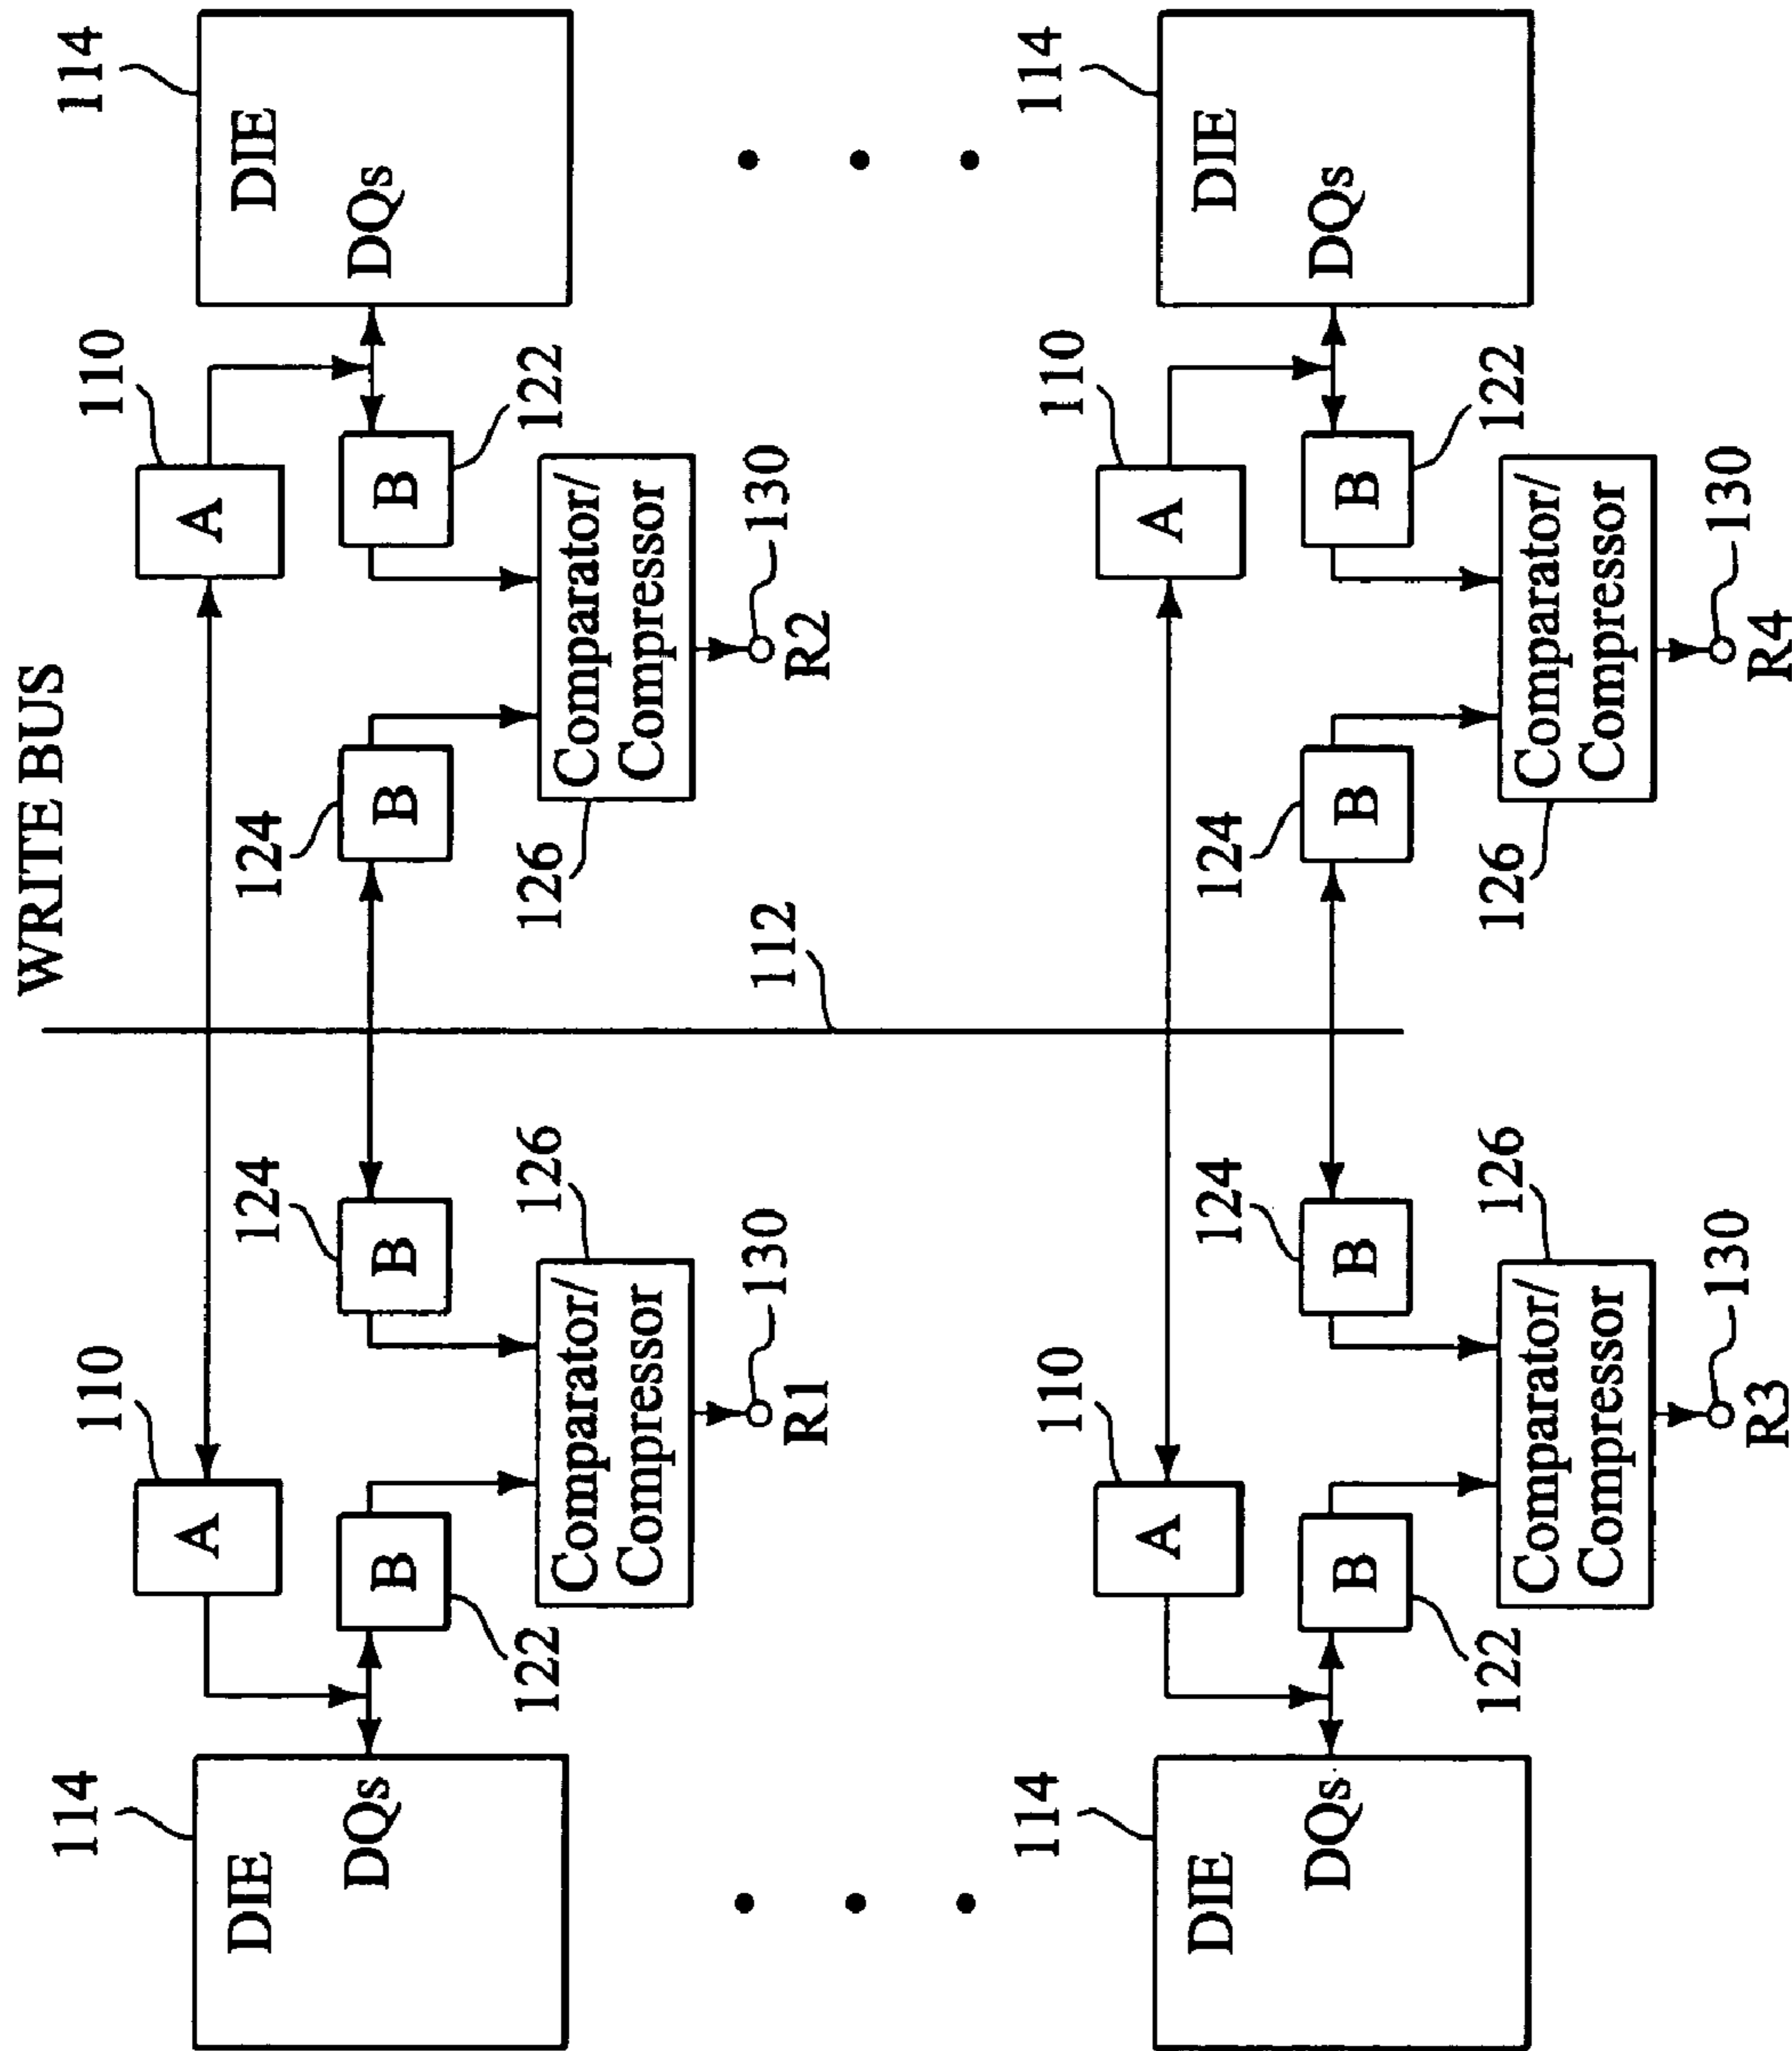 WRITE BUS
114
DIE
DQs
110
A
B
122
124
B
Comparator/
Compressor
126
130
R1
112
110
A
B
122
124
B
Comparator/
Compressor
126
130
R2
114
DIE
DQs
114
DIE
DQs
110
A
B
122
124
B
Comparator/
Compressor
126
130
R3
110
A
B
122
124
B
Comparator/
Compressor
126
130
R4
114
DIE
DQs